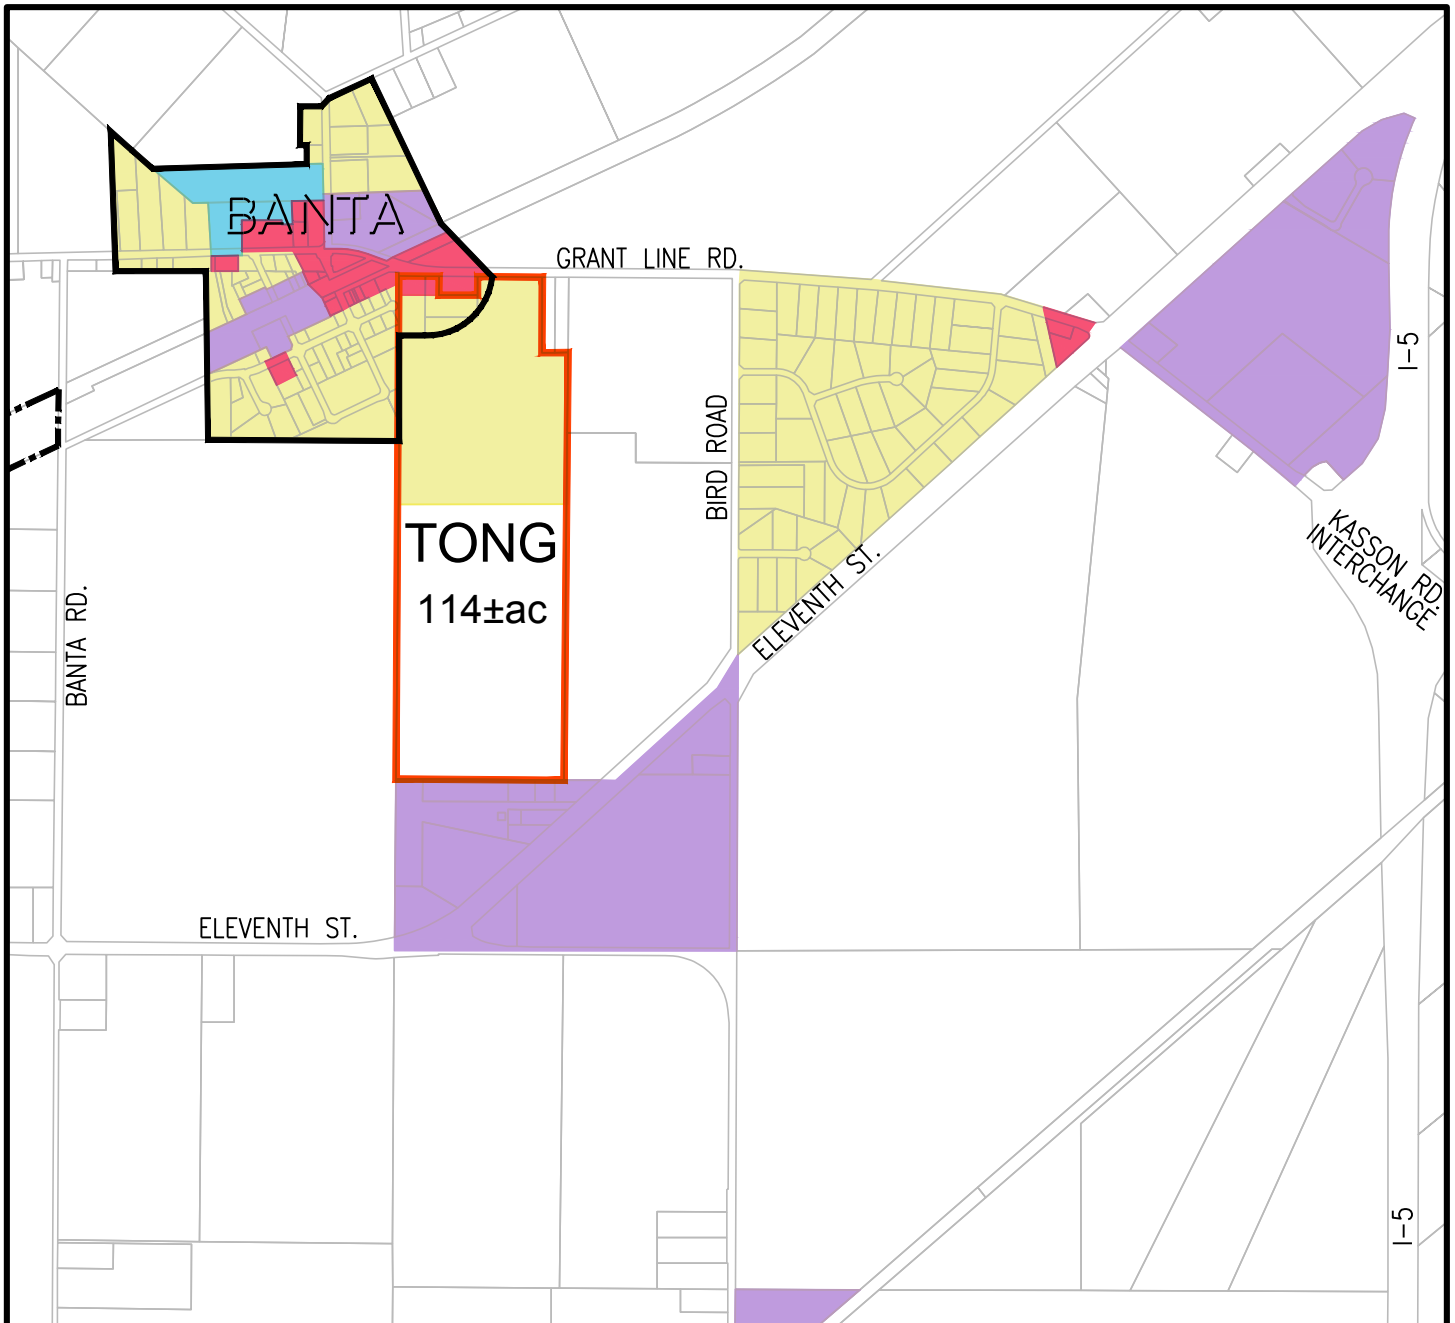 BANTA
GRANT LINE RD.
I-5
BIRD ROAD
TONG
114±ac
KASSON RD.
INTERCHANGE
ELEVENTH ST.
BANTA RD.
ELEVENTH ST.
I-5